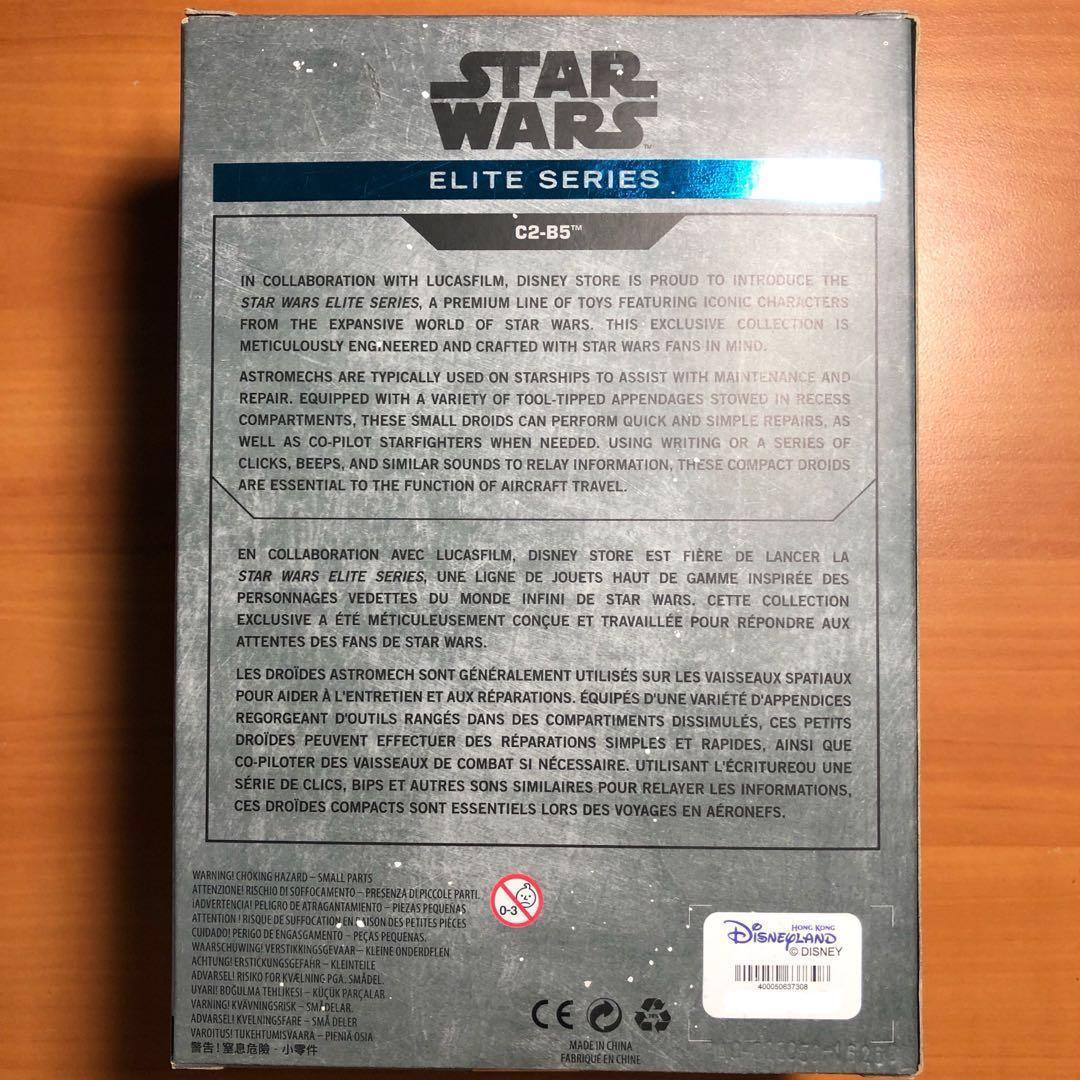 STAR
WARS™
ELITE SERIES
C2-B5™
IN COLLABORATION WITH LUCASFILM, DISNEY STORE IS PROUD TO INTRODUCE THE
STAR WARS ELITE SERIES, A PREMIUM LINE OF TOYS FEATURING ICONIC CHARACTERS
FROM THE EXPANSIVE WORLD OF STAR WARS. THIS EXCLUSIVE COLLECTION IS
METICULOUSLY ENGINEERED AND CRAFTED WITH STAR WARS FANS IN MIND.
ASTROMECHS ARE TYPICALLY USED ON STARSHIPS TO ASSIST WITH MAINTENANCE AND
REPAIR. EQUIPPED WITH A VARIETY OF TOOL-TIPPED APPENDAGES STOWED IN RECESS
COMPARTMENTS, THESE SMALL DROIDS CAN PERFORM QUICK AND SIMPLE REPAIRS, AS
WELL AS CO-PILOT STARFIGHTERS WHEN NEEDED. USING WRITING OR A SERIES OF
CLICKS, BEEPS, AND SIMILAR SOUNDS TO RELAY INFORMATION, THESE COMPACT DROIDS
ARE ESSENTIAL TO THE FUNCTION OF AIRCRAFT TRAVEL.
EN COLLABORATION AVEC LUCASFILM, DISNEY STORE EST FIÈRE DE LANCER LA
STAR WARS ELITE SERIES, UNE LIGNE DE JOUETS HAUT DE GAMME INSPIRÉE DES
PERSONNAGES VEDETTES DU MONDE INFINI DE STAR WARS. CETTE COLLECTION
EXCLUSIVE A ÉTÉ MÉTICULEUSEMENT CONÇUE ET TRAVAILLÉE POUR RÉPONDRE AUX
ATTENTES DES FANS DE STAR WARS.
LES DROÏDES ASTROMECH SONT GÉNÉRALEMENT UTILISÉS SUR LES VAISSEAUX SPATIAUX
POUR AIDER À L'ENTRETIEN ET AUX RÉPARATIONS. ÉQUIPÉS D'UNE VARIÉTÉ D'APPENDICES
REGORGEANT D'OUTILS RANGÉS DANS DES COMPARTIMENTS DISSIMULÉS, CES PETITS
DROÏDES PEUVENT EFFECTUER DES RÉPARATIONS SIMPLES ET RAPIDES, AINSI QUE
CO-PILOTER DES VAISSEAUX DE COMBAT SI NÉCESSAIRE. UTILISANT L'ÉCRITUREOU UNE
SÉRIE DE CLICS, BIPS ET AUTRES SONS SIMILAIRES POUR RELAYER LES INFORMATIONS,
CES DROÏDES COMPACTS SONT ESSENTIELS LORS DES VOYAGES EN AÉRONEFS.
WARNING! CHOKING HAZARD – SMALL PARTS
ATTENZIONE! RISCHIO DI SOFFOCAMENTO – PRESENZA DI PICCOLE PARTI.
¡ADVERTENCIA! PELIGRO DE ATRAGANTAMIENTO – PIEZAS PEQUEÑAS
ATTENTION ! RISQUE DE SUFFOCATION EN RAISON DES PETITES PIÈCES
CUIDADO! PERIGO DE ENGASGAMENTO – PEÇAS PEQUENAS.
WAARSCHUWING! VERSTIKKINGSGEVAAR – KLEINE ONDERDELEN
ACHTUNG! ERSTICKUNGSGEFAHR – KLEINTEILE
ADVARSEL! RISIKO FOR KVÆLNING PGA. SMÅDEL.
UYARI! BOĞULMA TEHLIKESI – KÜÇÜK PARÇALAR
VARNING! KVÄVNINGSRISK – SMÅDELAR.
ADVARSEL! KVELNINGSFARE – SMÅ DELER
VAROITUS! TUKEHTUMISVAARA – PIENIÄ OSIA
警告!窒息危險 - 小零件
0-3
CE
MADE IN CHINA
FABRIQUÉ EN CHINE
HONG KONG
DISNEYLAND
© DISNEY
400050637308